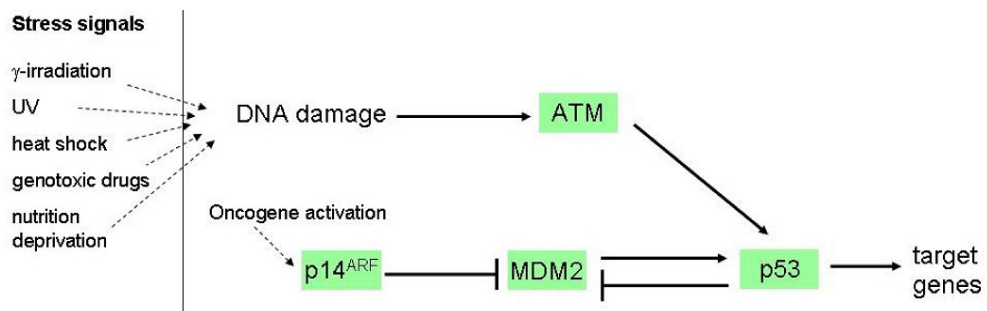 Stress signals
γ-irradiation
UV
heat shock
genotoxic drugs
nutrition
deprivation
DNA damage
ATM
Oncogene activation
p14ARF
MDM2
p53
target
genes